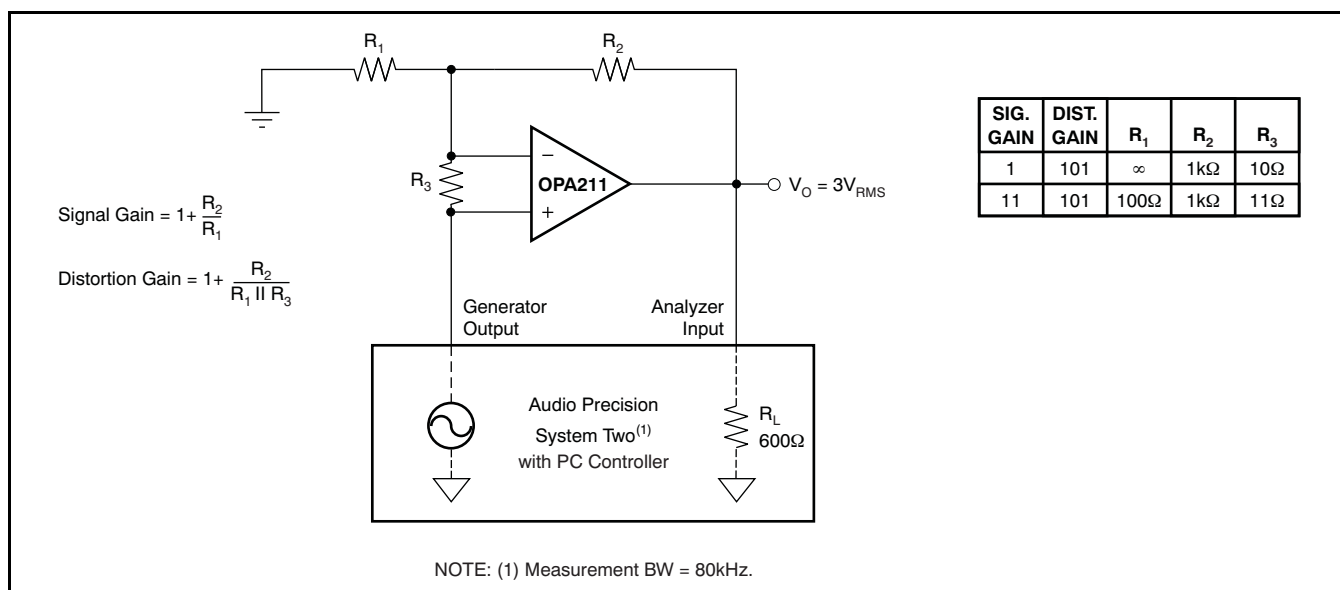 R1
R2
SIG. GAIN DIST. GAIN R1 R2 R3
1 101 ∞ 1kΩ 10Ω
11 101 100Ω 1kΩ 11Ω
R3
−
+
OPA211
VO = 3VRMS
Signal Gain = 1+ R2/R1
Distortion Gain = 1+ R2/(R1 II R3)
Generator
Output
Analyzer
Input
Audio Precision
System Two(1)
with PC Controller
RL
600Ω
NOTE: (1) Measurement BW = 80kHz.